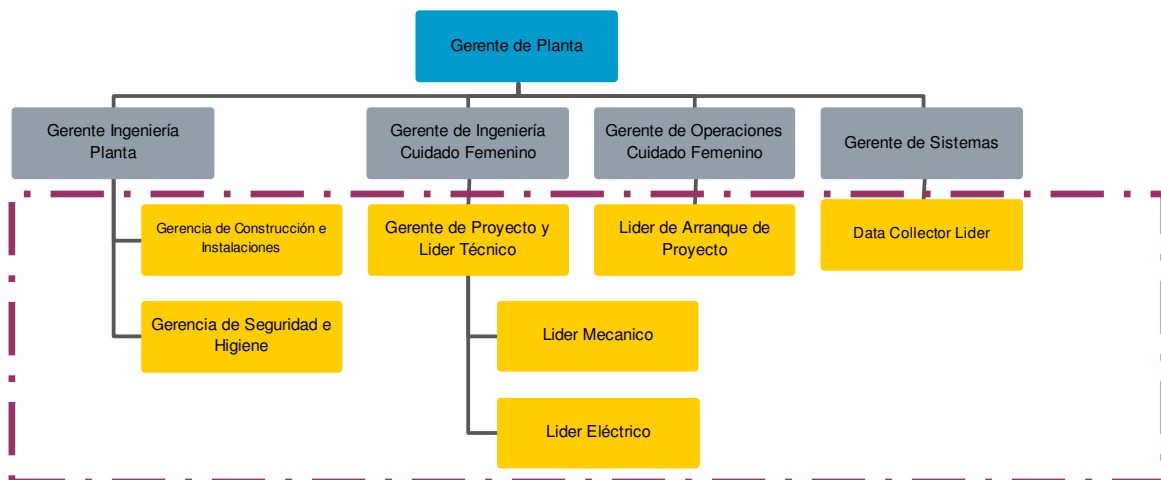 Gerente de Planta
Gerente Ingeniería
Planta
Gerente de Ingeniería
Cuidado Femenino
Gerente de Operaciones
Cuidado Femenino
Gerente de Sistemas
Gerencia de Construcción e
Instalaciones
Gerente de Proyecto y
Lider Técnico
Lider de Arranque de
Proyecto
Data Collector Lider
Gerencia de Seguridad e
Higiene
Lider Mecanico
Lider Eléctrico